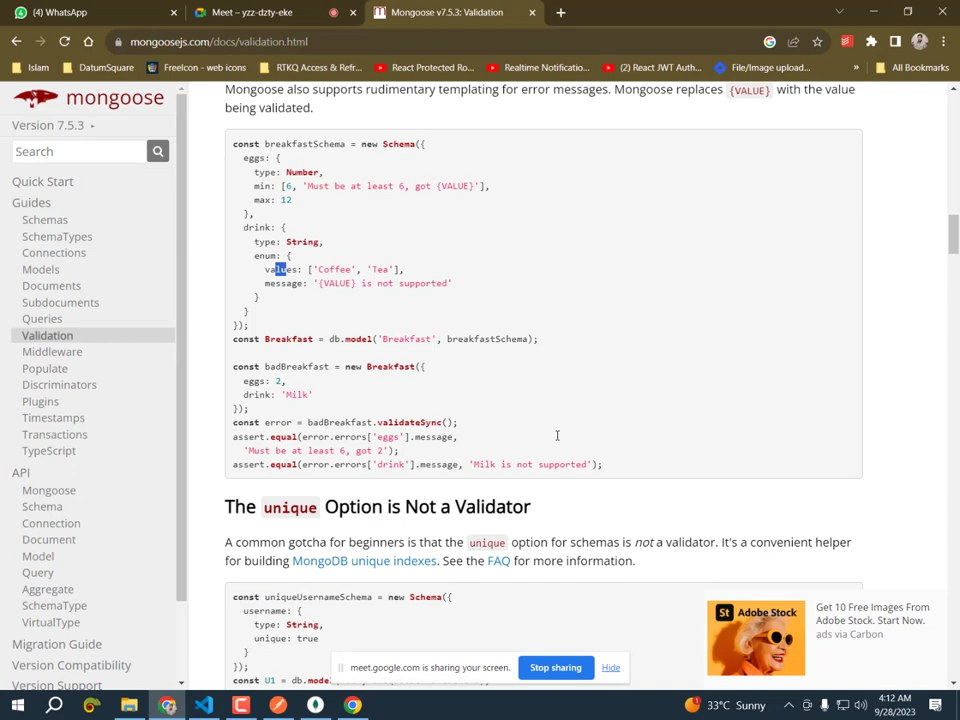 (4) WhatsApp
Meet – yzz-dzty-eke
Mongoose v7.5.3: Validation
mongoosejs.com/docs/validation.html
Islam
DatumSquare
FreeIcon - web icons
RTKQ Access & Refr...
React Protected Ro...
Realtime Notificatio...
(2) React JWT Auth...
File/Image upload...
»
All Bookmarks
mongoose
Version 7.5.3
Search
Quick Start
Guides
Schemas
SchemaTypes
Connections
Models
Documents
Subdocuments
Queries
Validation
Middleware
Populate
Discriminators
Plugins
Timestamps
Transactions
TypeScript
API
Mongoose
Schema
Connection
Document
Model
Query
Aggregate
SchemaType
VirtualType
Migration Guide
Version Compatibility
Version Support
Mongoose also supports rudimentary templating for error messages. Mongoose replaces {VALUE} with the value
being validated.
const breakfastSchema = new Schema({
eggs: {
type: Number,
min: [6, 'Must be at least 6, got {VALUE}'],
max: 12
},
drink: {
type: String,
enum: {
values: ['Coffee', 'Tea'],
message: '{VALUE} is not supported'
}
}
});
const Breakfast = db.model('Breakfast', breakfastSchema);
const badBreakfast = new Breakfast({
eggs: 2,
drink: 'Milk'
});
const error = badBreakfast.validateSync();
assert.equal(error.errors['eggs'].message,
'Must be at least 6, got 2');
assert.equal(error.errors['drink'].message, 'Milk is not supported');
The unique Option is Not a Validator
A common gotcha for beginners is that the unique option for schemas is not a validator. It's a convenient helper
for building MongoDB unique indexes. See the FAQ for more information.
const uniqueUsernameSchema = new Schema({
username: {
type: String,
unique: true
}
});
const U1 = db.mode
St Adobe Stock
Get 10 Free Images From
Adobe Stock. Start Now.
ads via Carbon
meet.google.com is sharing your screen.
Stop sharing
Hide
33°C Sunny
4:12 AM
9/28/2023